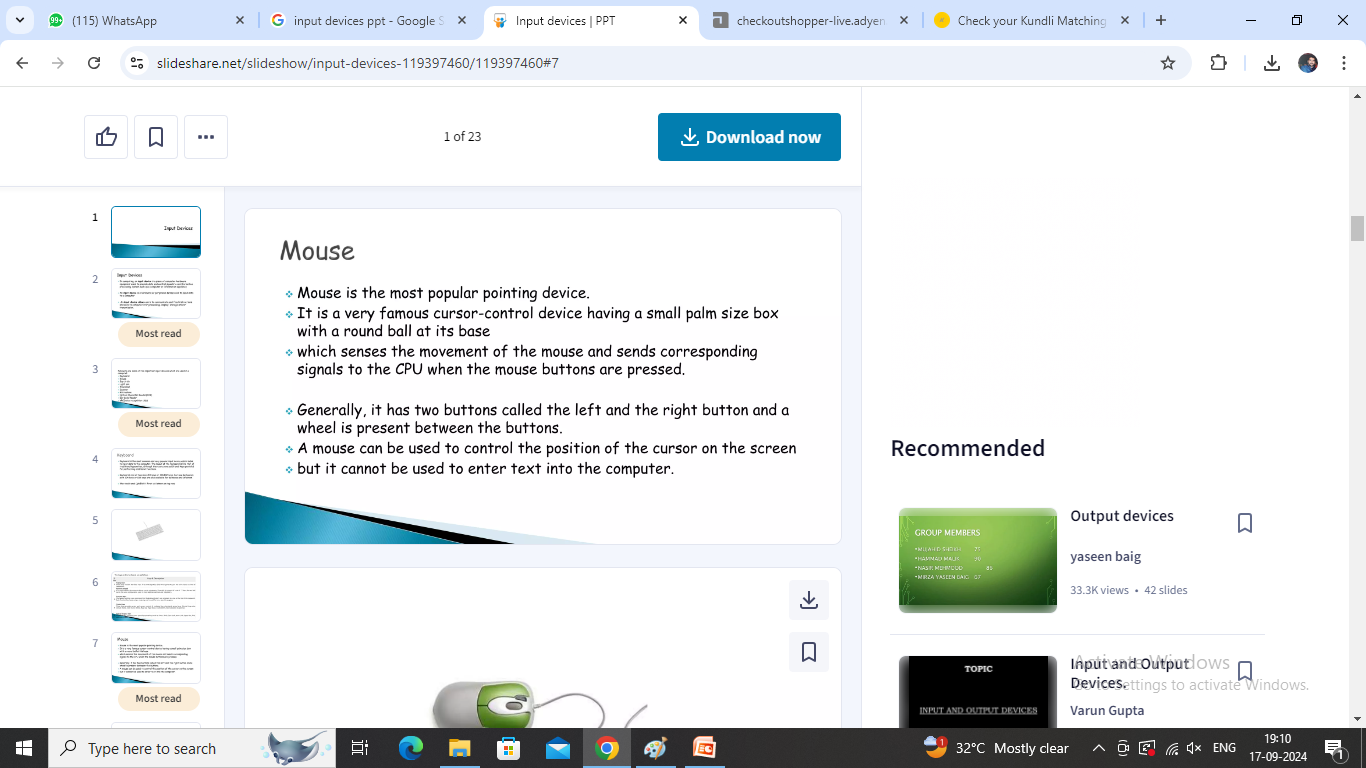 (115) WhatsApp
input devices ppt - Google S
Input devices | PPT
checkoutshopper-live.adyen
Check your Kundli Matching
slideshare.net/slideshow/input-devices-119397460/119397460#7
1 of 23
Download now
1
Input Devices
2
Input Devices
Most read
3
Most read
4
Keyboard
5
6
7
Mouse
Most read
Mouse
Mouse is the most popular pointing device.
It is a very famous cursor-control device having a small palm size box
with a round ball at its base
which senses the movement of the mouse and sends corresponding
signals to the CPU when the mouse buttons are pressed.
Generally, it has two buttons called the left and the right button and a
wheel is present between the buttons.
A mouse can be used to control the position of the cursor on the screen
but it cannot be used to enter text into the computer.
Recommended
GROUP MEMBERS
Output devices
yaseen baig
33.3K views • 42 slides
TOPIC
INPUT AND OUTPUT DEVICES
Input and Output
Devices.
Varun Gupta
Activate Windows
Go to Settings to activate Windows.
Type here to search
32°C Mostly clear
ENG
19:10
17-09-2024